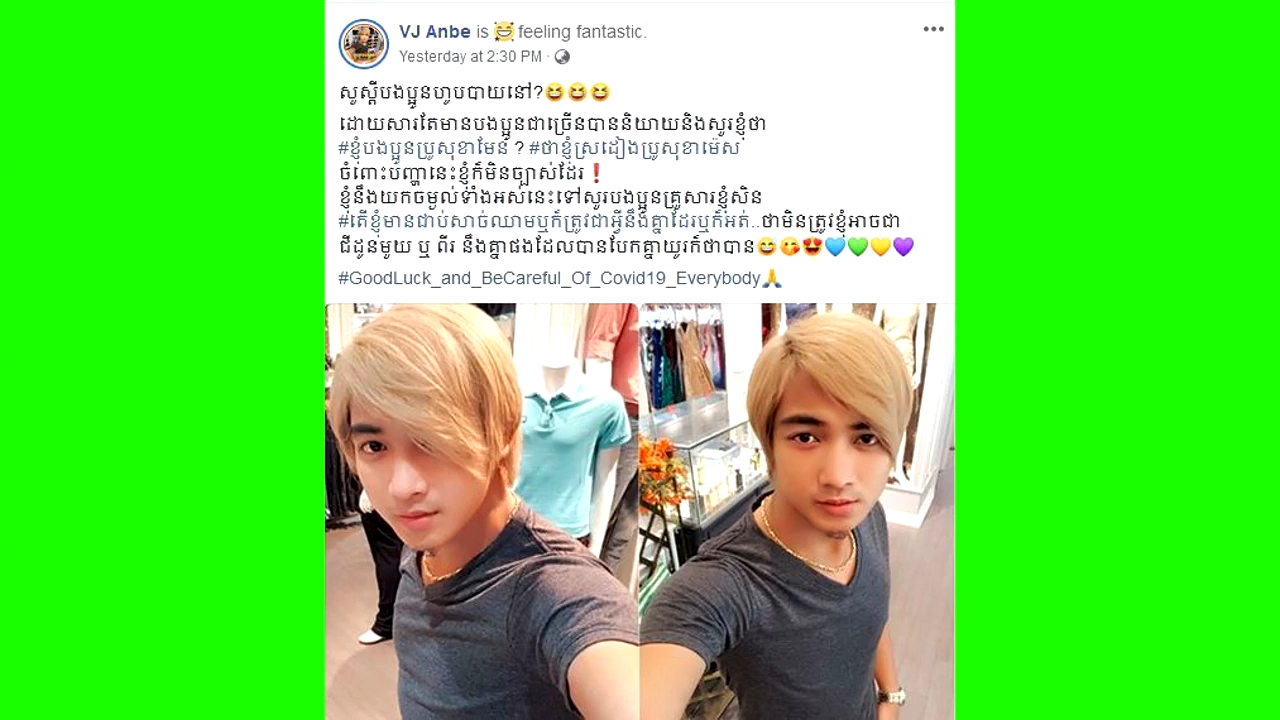 VJ Anbe is feeling fantastic.
Yesterday at 2:30 PM ·
សួស្តីបងប្អូនហូបបាយនៅ?😆😆😆
ដោយសារតែមានបងប្អូនជាច្រើនបាននិយាយនិងសួរខ្ញុំថា
#ខ្ញុំបងប្អូនប្រូសុខាមែន ? #ថាខ្ញុំស្រដៀងប្រូសុខាម៉េស
ចំពោះបញ្ហានេះខ្ញុំក៏មិនច្បាស់ដែរ❗
ខ្ញុំនឹងយកចម្ងល់ទាំងអស់នេះទៅសួរបងប្អូនគ្រួសារខ្ញុំសិន
#តើខ្ញុំមានជាប់សាច់ឈាមឬក៏ត្រូវជាអ្វីនឹងគ្នាដែរឬក៏អត់..ថាមិនត្រូវខ្ញុំអាចជា
ជីដូនមួយ ឬ ពីរ នឹងគ្នាផងដែលបានបែកគ្នាយូរក៏ថាបាន😄😘😍💙💚💛💜
#GoodLuck_and_BeCareful_Of_Covid19_Everybody🙏